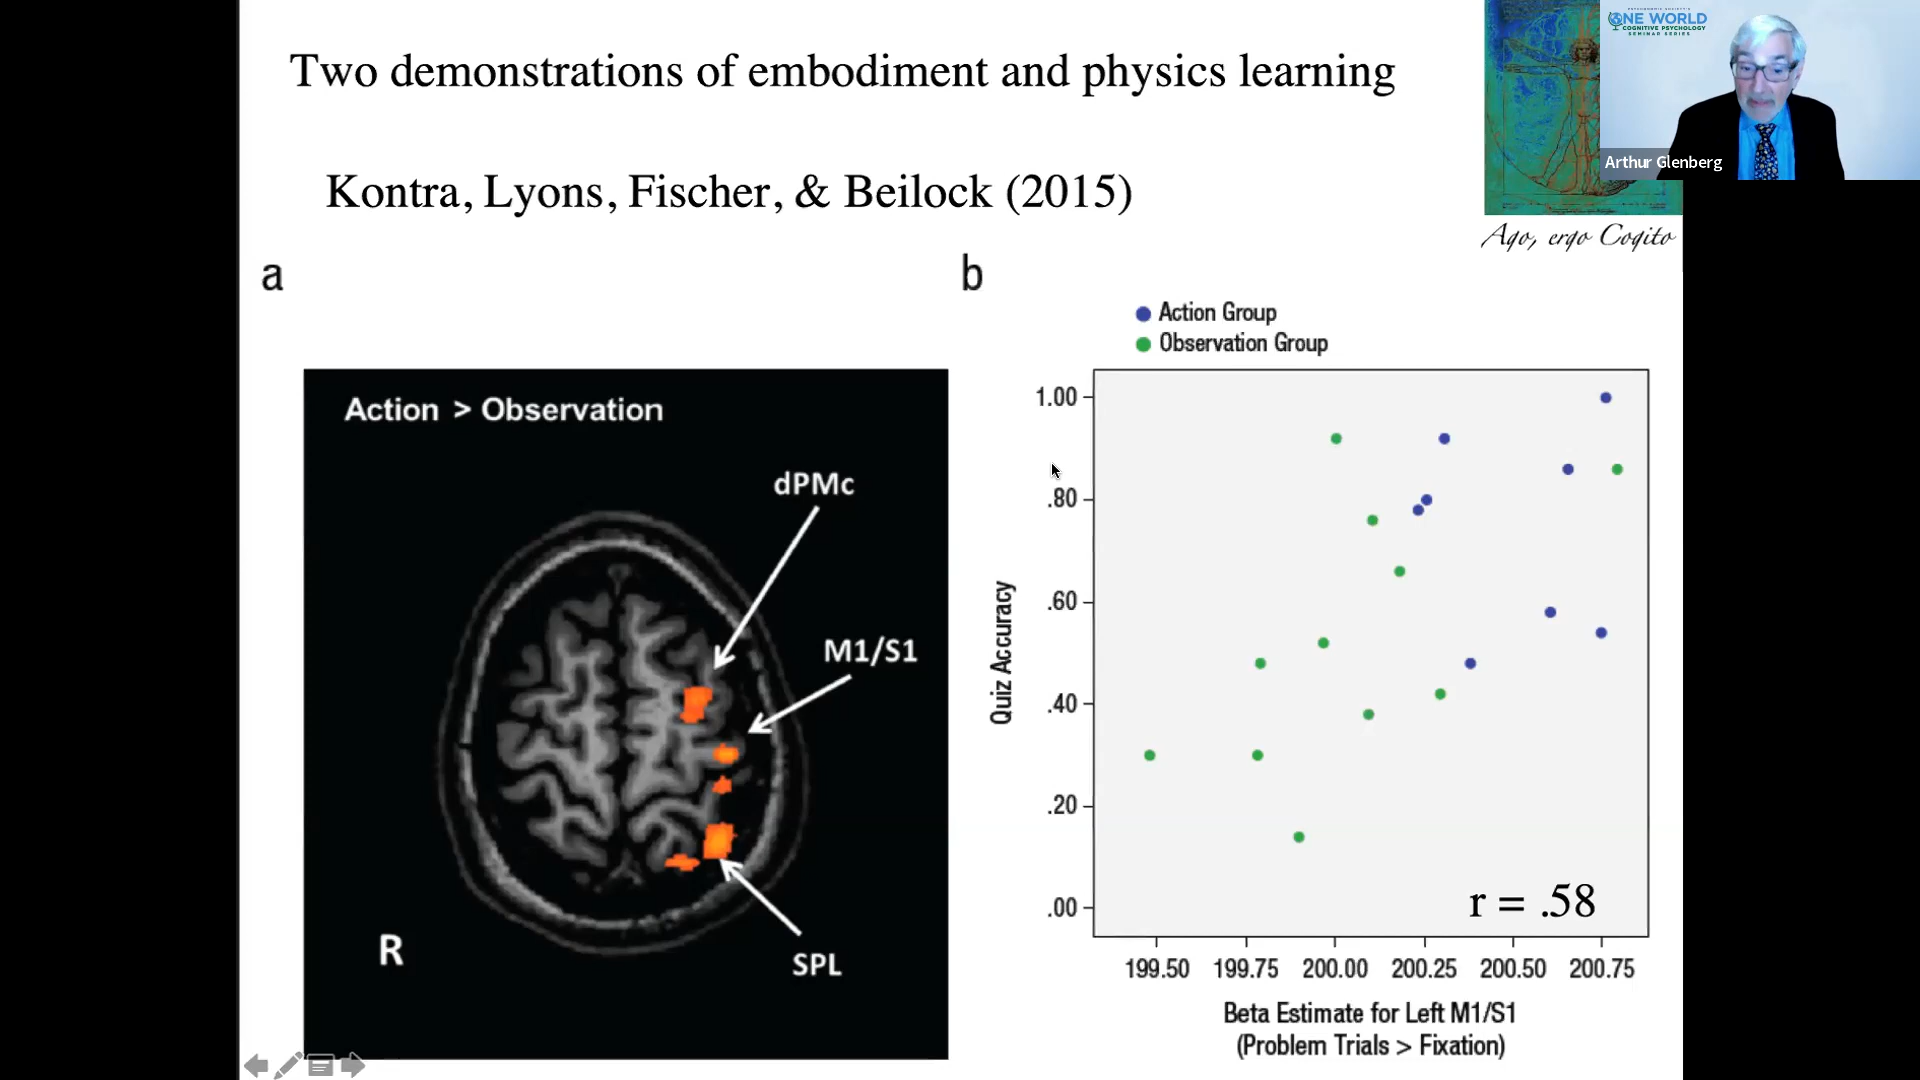 Two demonstrations of embodiment and physics learning
Kontra, Lyons, Fischer, & Beilock (2015)
PSYCHONOMIC SOCIETY'S
ONE WORLD
COGNITIVE PSYCHOLOGY
SEMINAR SERIES
Arthur Glenberg
Ago, ergo Cogito
a
Action > Observation
dPMc
M1/S1
SPL
R
b
Action Group
Observation Group
1.00
.80
.60
.40
.20
.00
Quiz Accuracy
r = .58
199.50 199.75 200.00 200.25 200.50 200.75
Beta Estimate for Left M1/S1
(Problem Trials > Fixation)